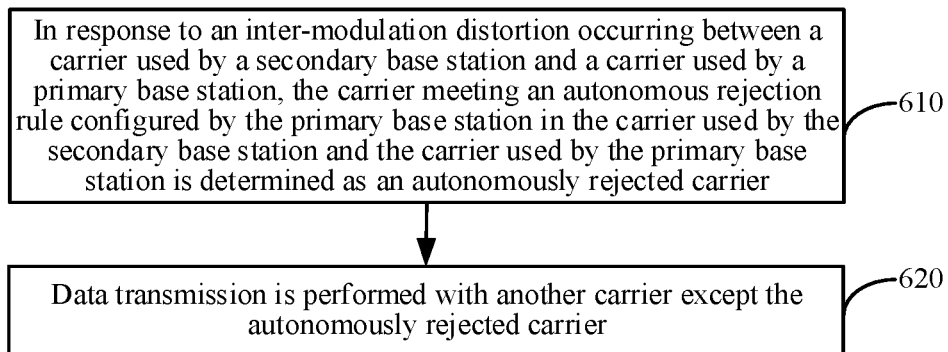 In response to an inter-modulation distortion occurring between a
carrier used by a secondary base station and a carrier used by a
primary base station, the carrier meeting an autonomous rejection
rule configured by the primary base station in the carrier used by the
secondary base station and the carrier used by the primary base
station is determined as an autonomously rejected carrier
610
Data transmission is performed with another carrier except the
autonomously rejected carrier
620